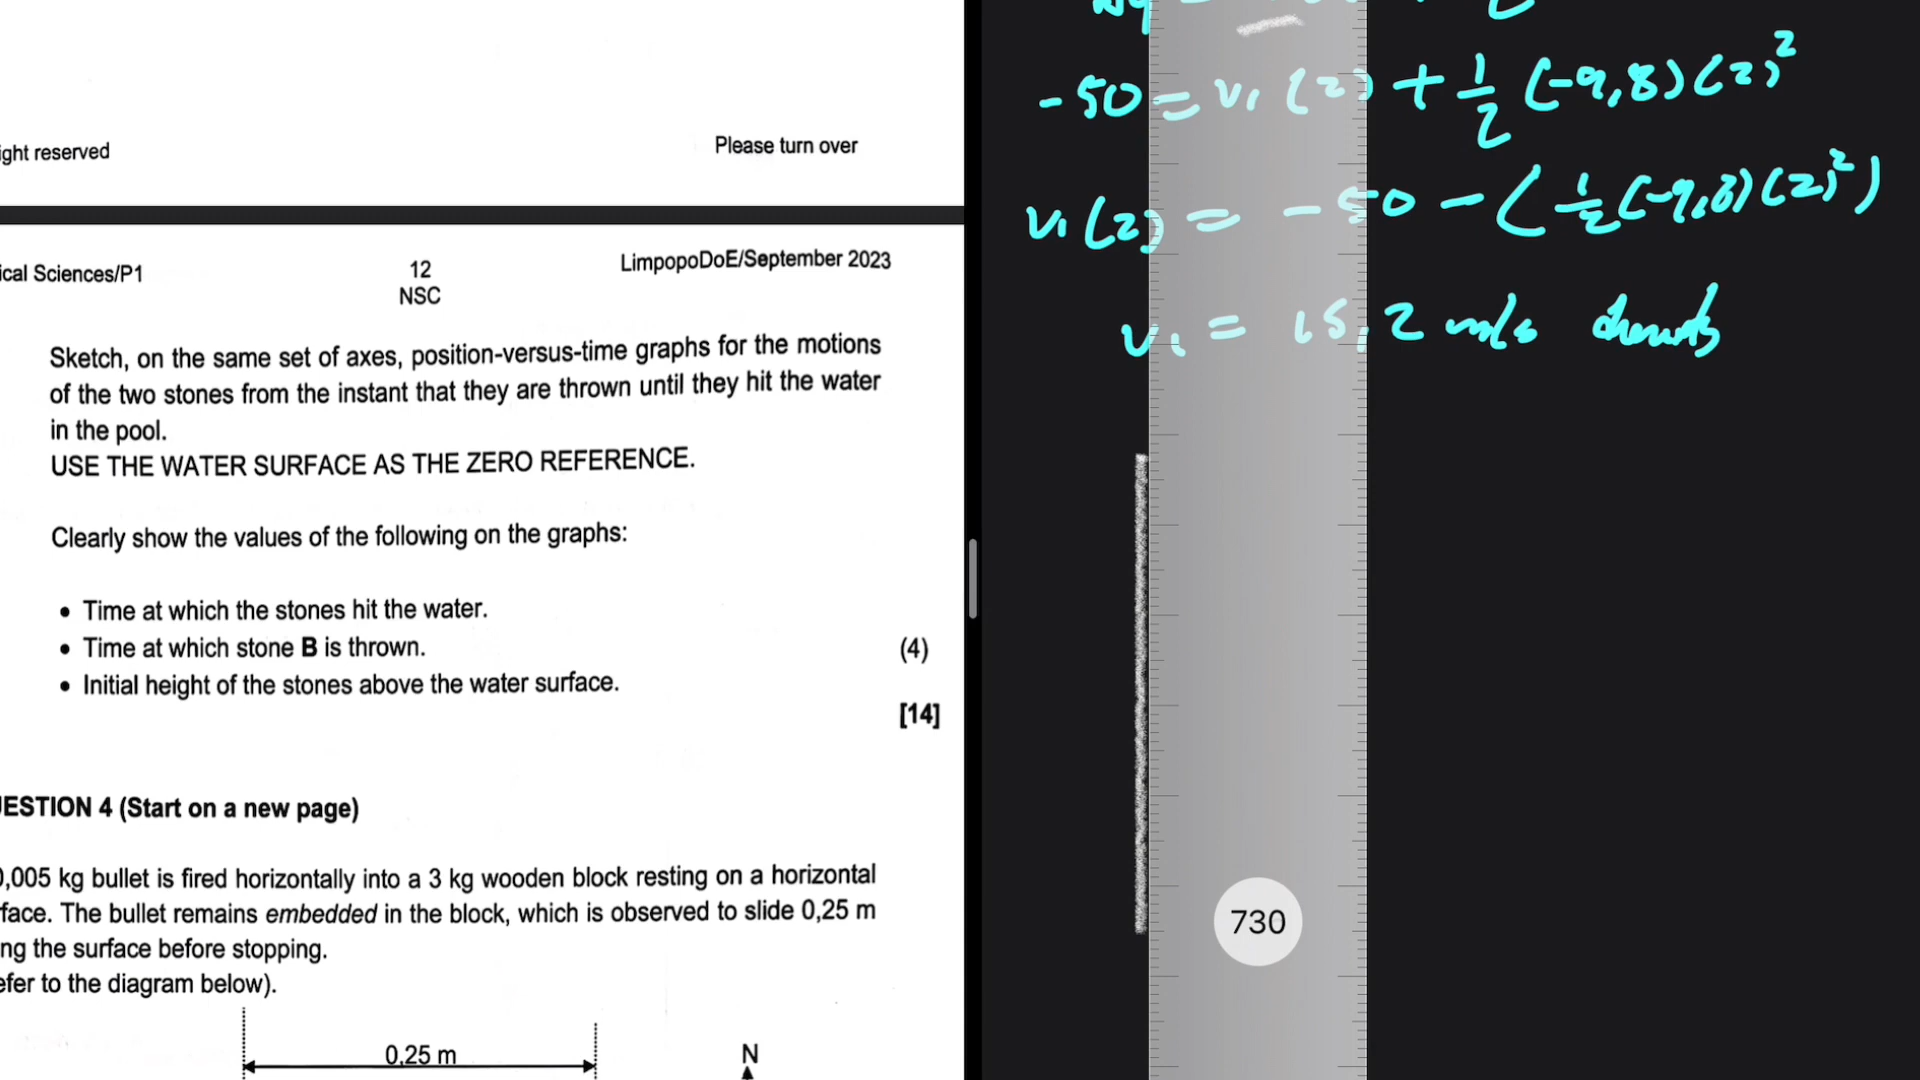 ight reserved
Please turn over
ical Sciences/P1
12
NSC
LimpopoDoE/September 2023
Sketch, on the same set of axes, position-versus-time graphs for the motions
of the two stones from the instant that they are thrown until they hit the water
in the pool.
USE THE WATER SURFACE AS THE ZERO REFERENCE.
Clearly show the values of the following on the graphs:
• Time at which the stones hit the water.
• Time at which stone B is thrown.
(4)
• Initial height of the stones above the water surface.
[14]
JESTION 4 (Start on a new page)
0,005 kg bullet is fired horizontally into a 3 kg wooden block resting on a horizontal
face. The bullet remains embedded in the block, which is observed to slide 0,25 m
ng the surface before stopping.
efer to the diagram below).
0,25 m
N
-50 = v₁(2) + 1/2 (-9,8)(2)²
v₁(2) = -50 - (1/2(-9,8)(2)²)
v₁ = 15,2 m/s
730